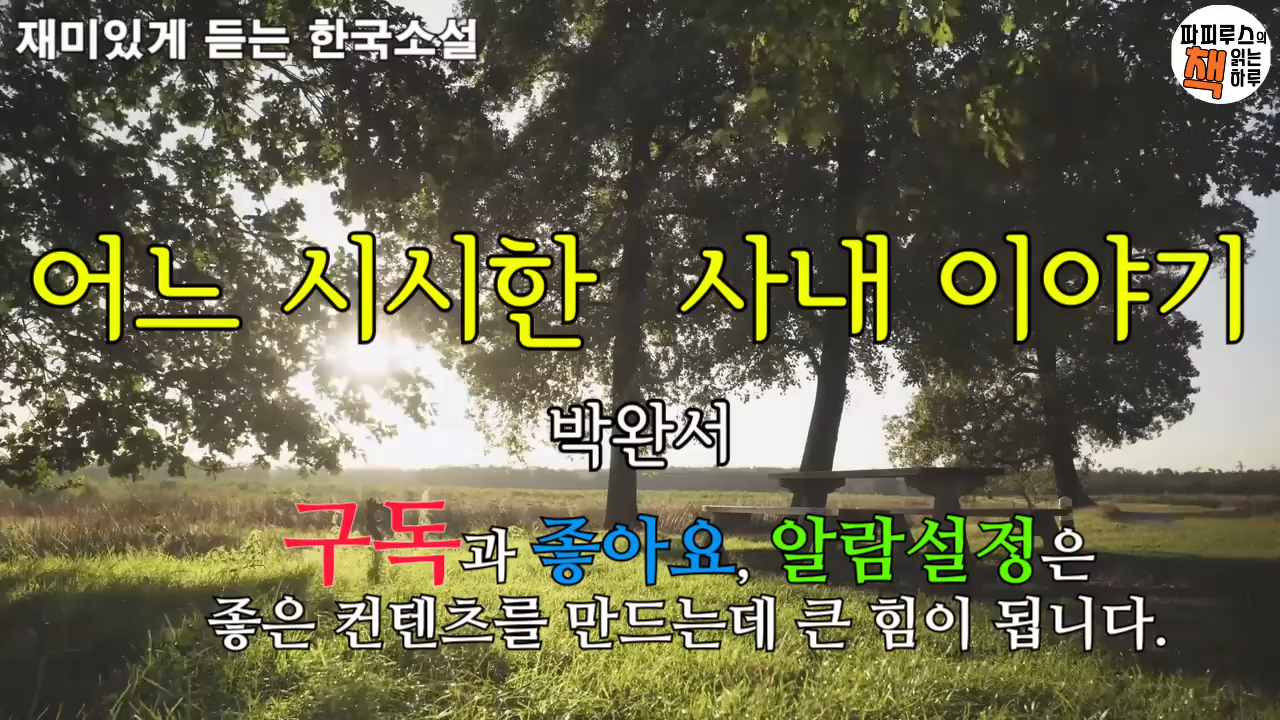 재미있게 듣는 한국소설
파피루스의
책 읽는
하루
어느 시시한 사내 이야기
박완서
구독과 좋아요, 알람설정은
좋은 컨텐츠를 만드는데 큰 힘이 됩니다.